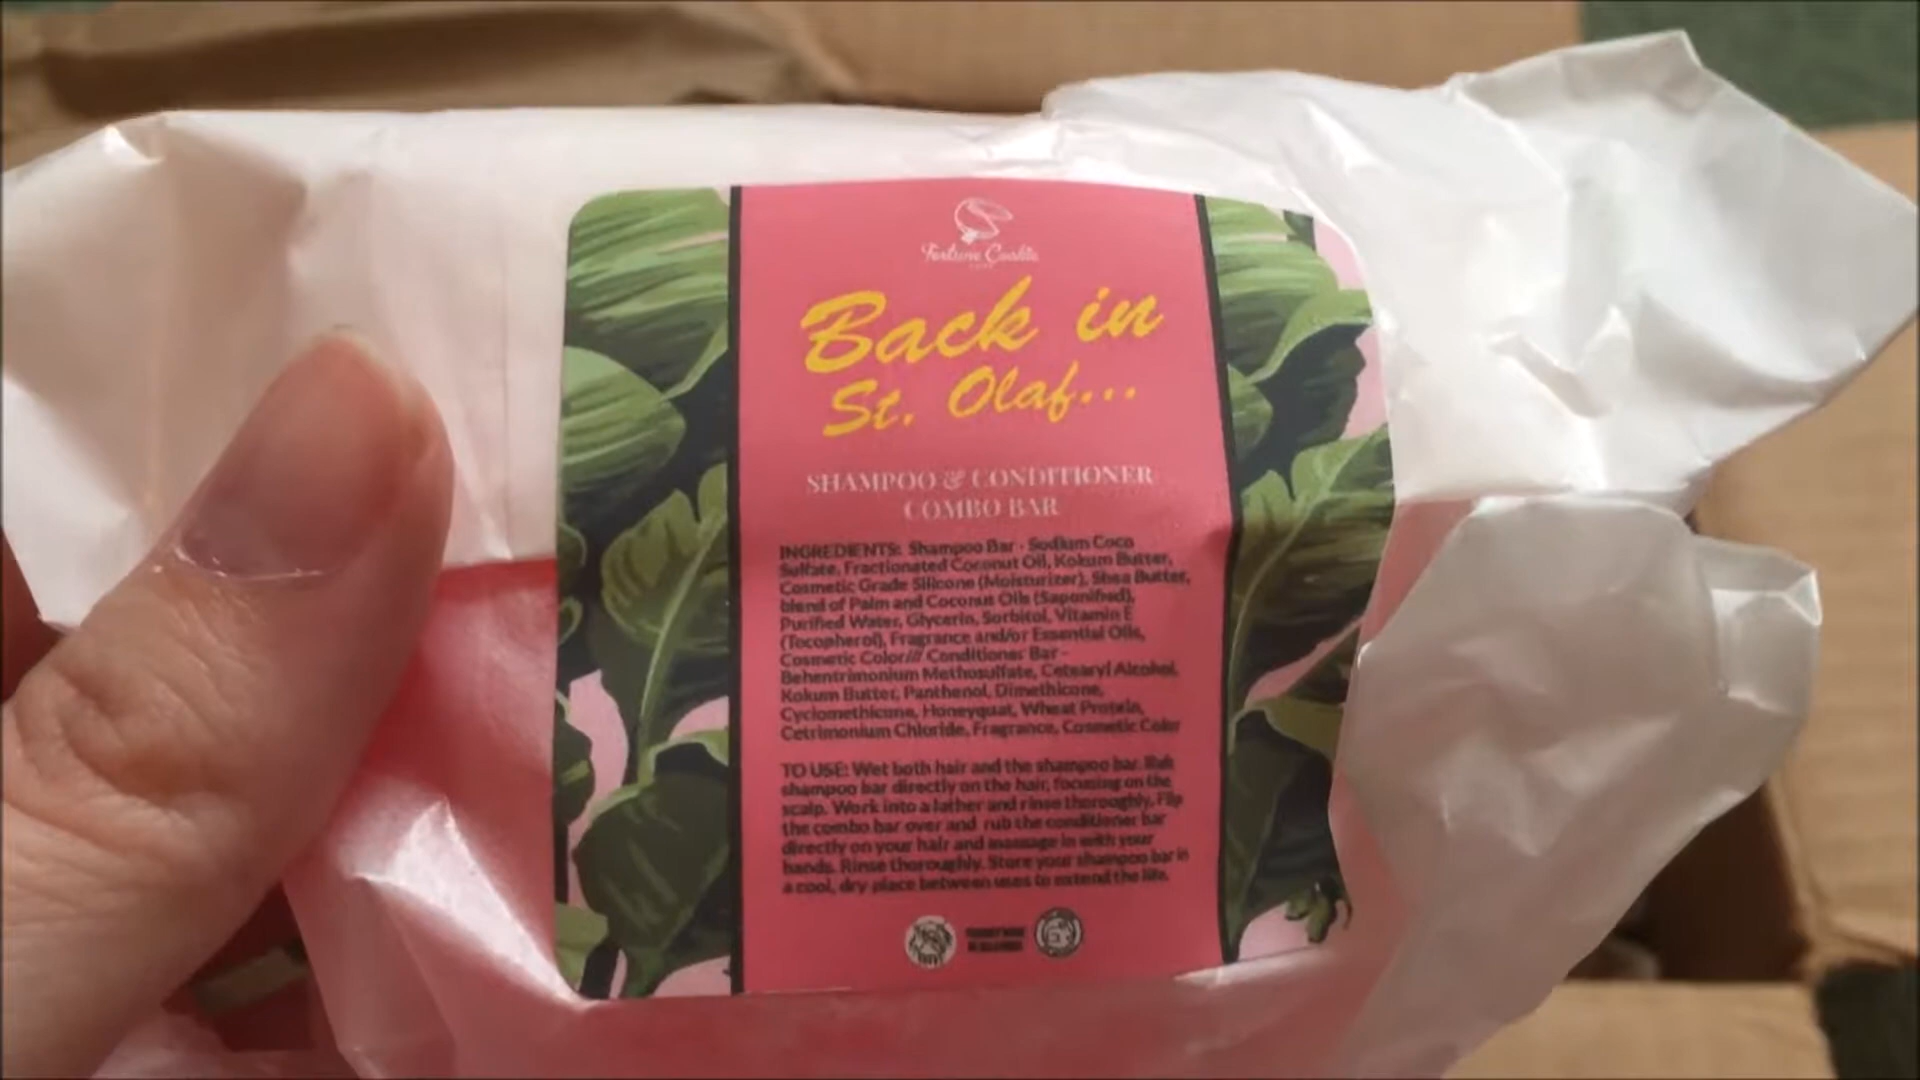 Fortune Cookie
Back in
St. Olaf...
SHAMPOO & CONDITIONER
COMBO BAR
INGREDIENTS: Shampoo Bar - Sodium Coco
Sulfate, Fractionated Coconut Oil, Kokum Butter,
Cosmetic Grade Silicone (Moisturizer), Shea Butter,
blend of Palm and Coconut Oils (Saponified),
Purified Water, Glycerin, Sorbitol, Vitamin E
(Tocopherol), Fragrance and/or Essential Oils,
Cosmetic Color/// Conditioner Bar -
Behentrimonium Methosulfate, Cetearyl Alcohol,
Kokum Butter, Panthenol, Dimethicone,
Cyclomethicone, Honeyquat, Wheat Protein,
Cetrimonium Chloride, Fragrance, Cosmetic Color
TO USE: Wet both hair and the shampoo bar. Rub
shampoo bar directly on the hair, focusing on the
scalp. Work into a lather and rinse thoroughly. Flip
the combo bar over and rub the conditioner bar
directly on your hair and massage in with your
hands. Rinse thoroughly. Store your shampoo bar in
a cool, dry place between uses to extend the life.